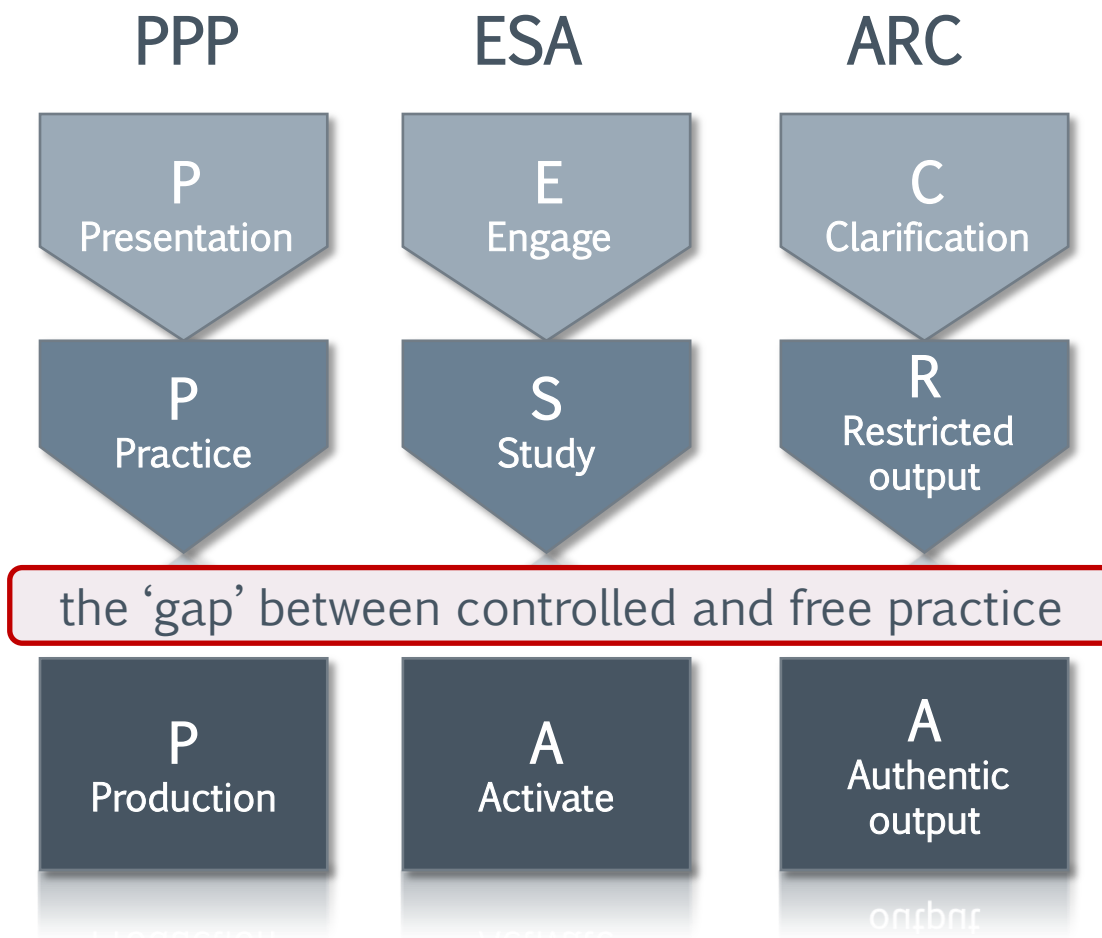 PPP
ESA
ARC
P
Presentation
E
Engage
C
Clarification
P
Practice
S
Study
R
Restricted
output
the ‘gap’ between controlled and free practice
P
Production
A
Activate
A
Authentic
output